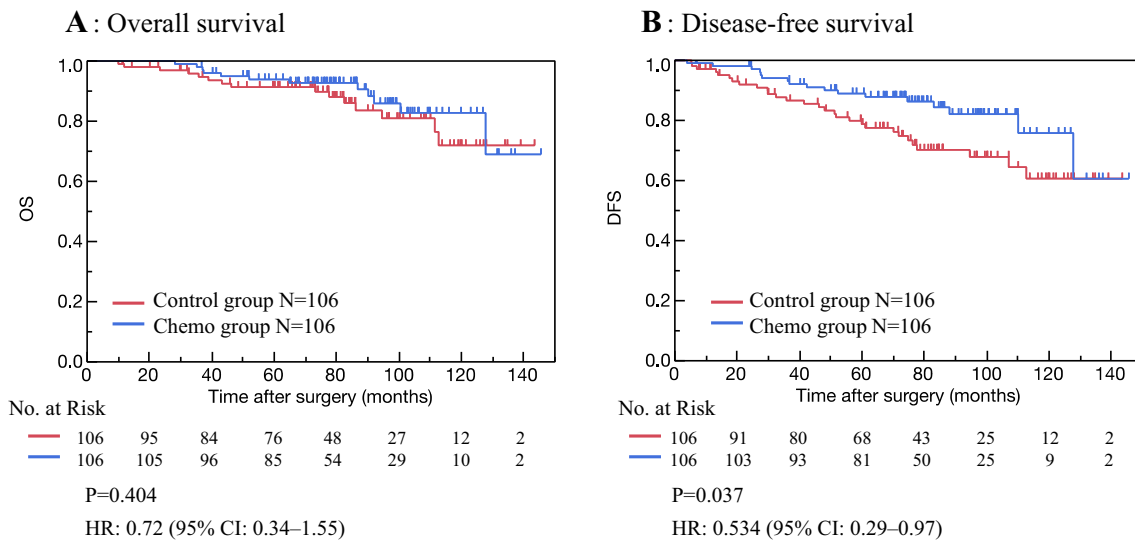 A : Overall survival
1.0
0.8
0.6
0.4
0.2
0.0
OS
Control group N=106
Chemo group N=106
0 20 40 60 80 100 120 140
Time after surgery (months)
No. at Risk
106 95 84 76 48 27 12 2
106 105 96 85 54 29 10 2
P=0.404
HR: 0.72 (95% CI: 0.34–1.55)
B : Disease-free survival
1.0
0.8
0.6
0.4
0.2
0.0
DFS
Control group N=106
Chemo group N=106
0 20 40 60 80 100 120 140
Time after surgery (months)
No. at Risk
106 91 80 68 43 25 12 2
106 103 93 81 50 25 9 2
P=0.037
HR: 0.534 (95% CI: 0.29–0.97)